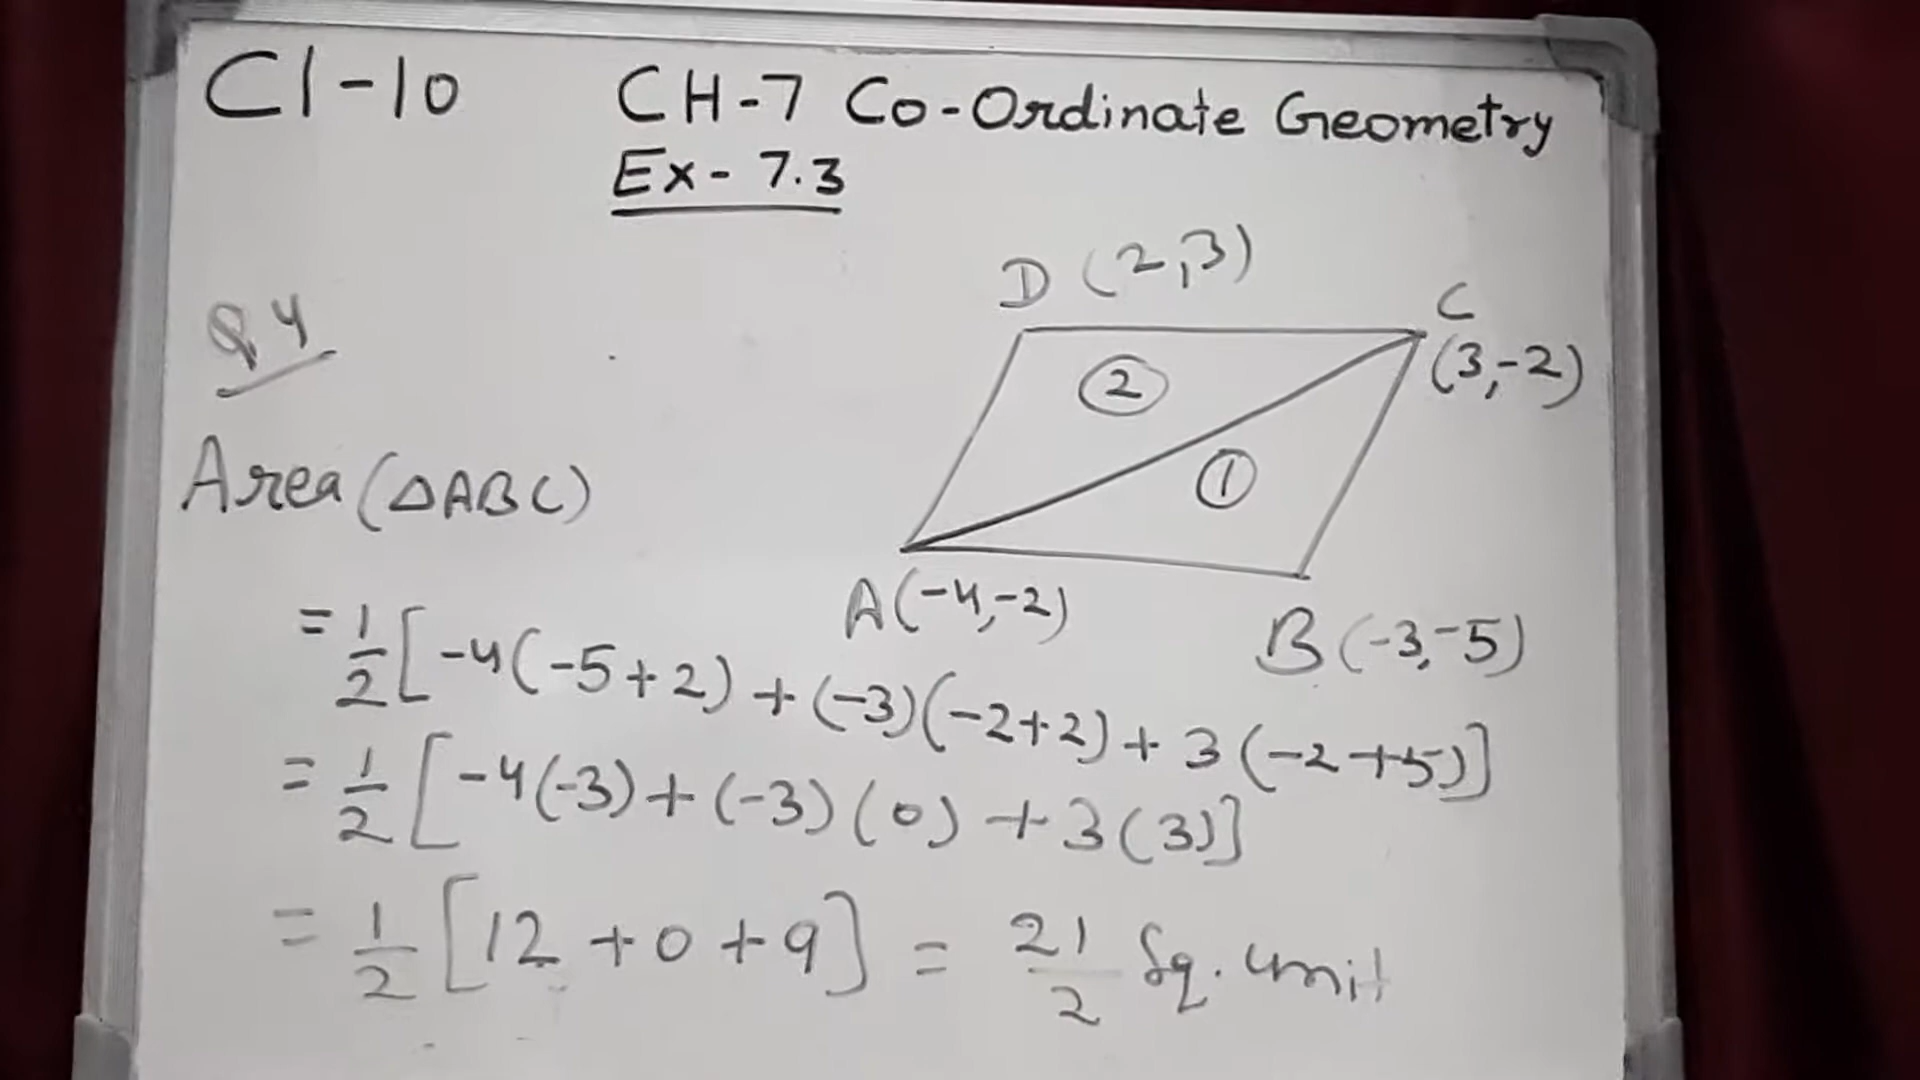 Cl-10 CH-7 Co-Ordinate Geometry
Ex- 7.3
D (2,3)
C
(3,-2)
Q4
②
①
Area (△ABC)
A(-4,-2)
B (-3,-5)
= 1/2 [-4(-5+2) + (-3)(-2+2) + 3(-2+5)]
= 1/2 [-4(-3) + (-3)(0) + 3(3)]
= 1/2 [12 + 0 + 9] = 21/2 Sq. unit